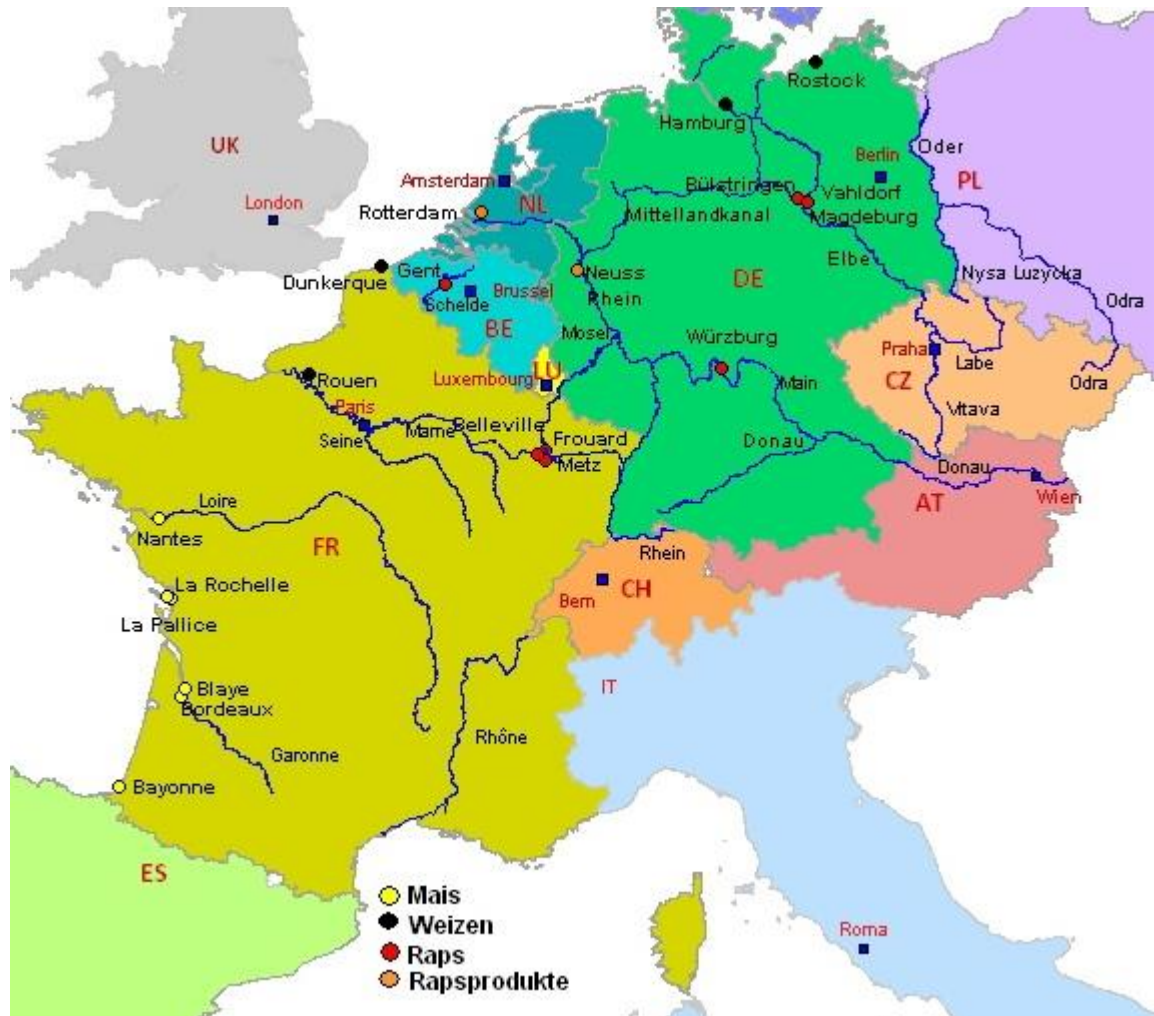 Rostock
Hamburg
UK
Oder
Berlin
PL
Amsterdam
Bülstringen
Vahldorf
London
Rotterdam
NL
Mittellandkanal
Magdeburg
Elbe
Dunkerque
Gent
Neuss
DE
Nysa Luzycka
Brussel
Rhein
Schelde
Odra
BE
Mosel
Würzburg
Praha
Labe
LU
Rouen
Luxembourg
Main
CZ
Odra
Paris
Vltava
Marne
Belleville
Seine
Frouard
Donau
Metz
Donau
Wien
Loire
AT
Nantes
FR
Rhein
La Rochelle
Bern
CH
La Pallice
IT
Blaye
Bordeaux
Rhône
Garonne
Bayonne
ES
Mais
Weizen
Roma
Raps
Rapsprodukte